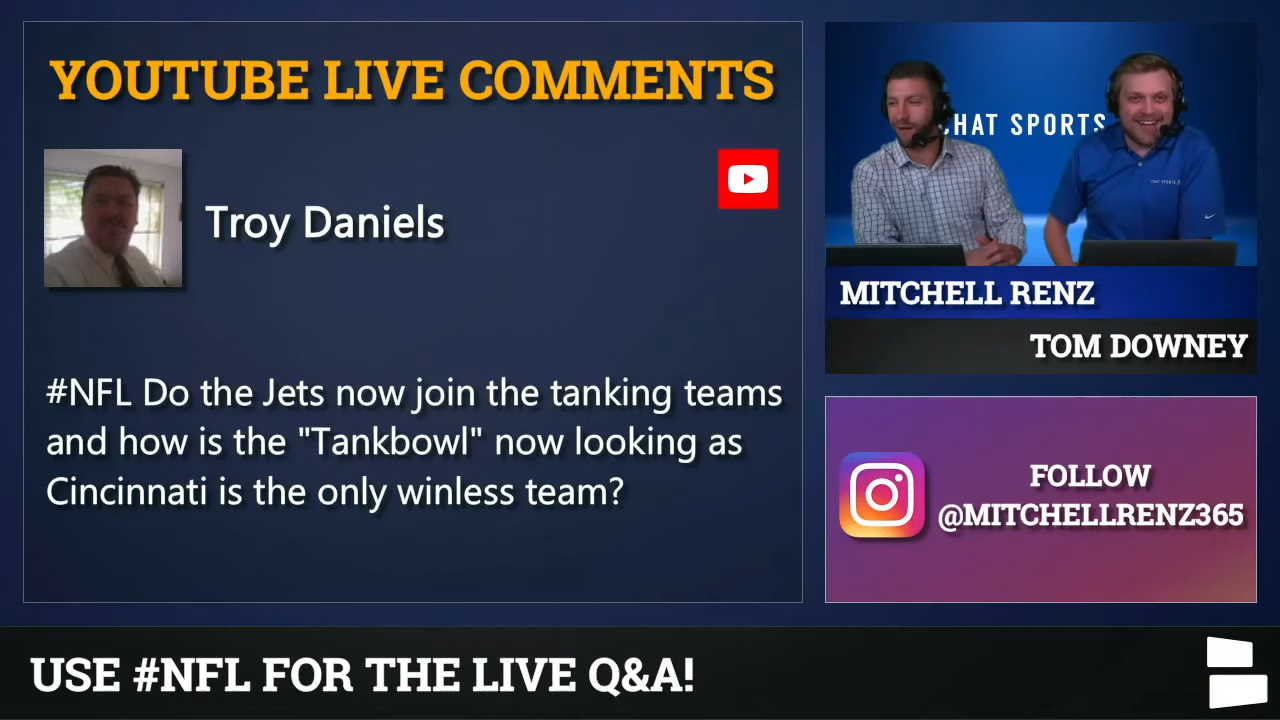 YOUTUBE LIVE COMMENTS
Troy Daniels
#NFL Do the Jets now join the tanking teams
and how is the "Tankbowl" now looking as
Cincinnati is the only winless team?
CHAT SPORTS
CHAT SPORTS
MITCHELL RENZ
TOM DOWNEY
FOLLOW
@MITCHELLRENZ365
USE #NFL FOR THE LIVE Q&A!